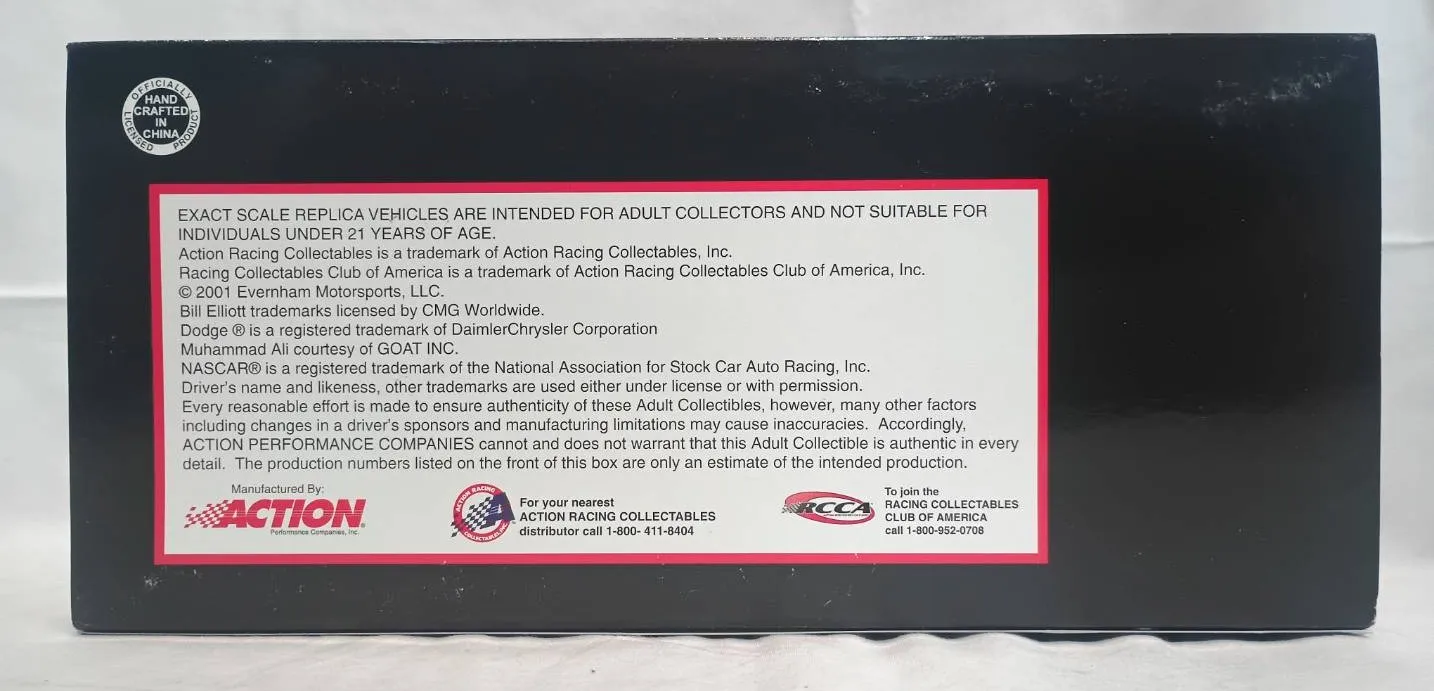 OFFICIALLY
HAND
CRAFTED
IN
CHINA
LICENSED PRODUCT
EXACT SCALE REPLICA VEHICLES ARE INTENDED FOR ADULT COLLECTORS AND NOT SUITABLE FOR
INDIVIDUALS UNDER 21 YEARS OF AGE.
Action Racing Collectables is a trademark of Action Racing Collectables, Inc.
Racing Collectables Club of America is a trademark of Action Racing Collectables Club of America, Inc.
© 2001 Evernham Motorsports, LLC.
Bill Elliott trademarks licensed by CMG Worldwide.
Dodge ® is a registered trademark of DaimlerChrysler Corporation
Muhammad Ali courtesy of GOAT INC.
NASCAR® is a registered trademark of the National Association for Stock Car Auto Racing, Inc.
Driver's name and likeness, other trademarks are used either under license or with permission.
Every reasonable effort is made to ensure authenticity of these Adult Collectibles, however, many other factors
including changes in a driver's sponsors and manufacturing limitations may cause inaccuracies. Accordingly,
ACTION PERFORMANCE COMPANIES cannot and does not warrant that this Adult Collectible is authentic in every
detail. The production numbers listed on the front of this box are only an estimate of the intended production.
Manufactured By:
ACTION®
Performance Companies, Inc.
ACTION RACING
COLLECTABLES, INC.
For your nearest
ACTION RACING COLLECTABLES
distributor call 1-800- 411-8404
RCCA
To join the
RACING COLLECTABLES
CLUB OF AMERICA
call 1-800-952-0708